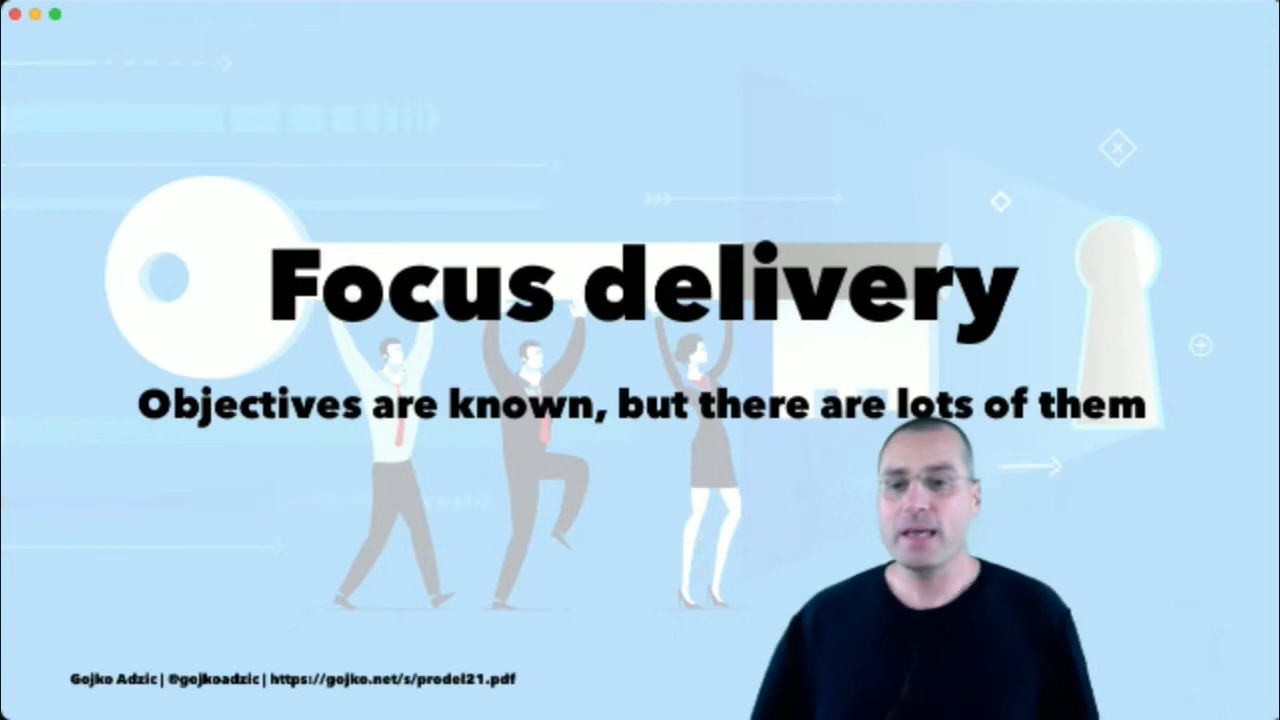 Focus delivery
Objectives are known, but there are lots of them
Gojko Adzic | @gojkoadzic | https://gojko.net/s/prodel21.pdf